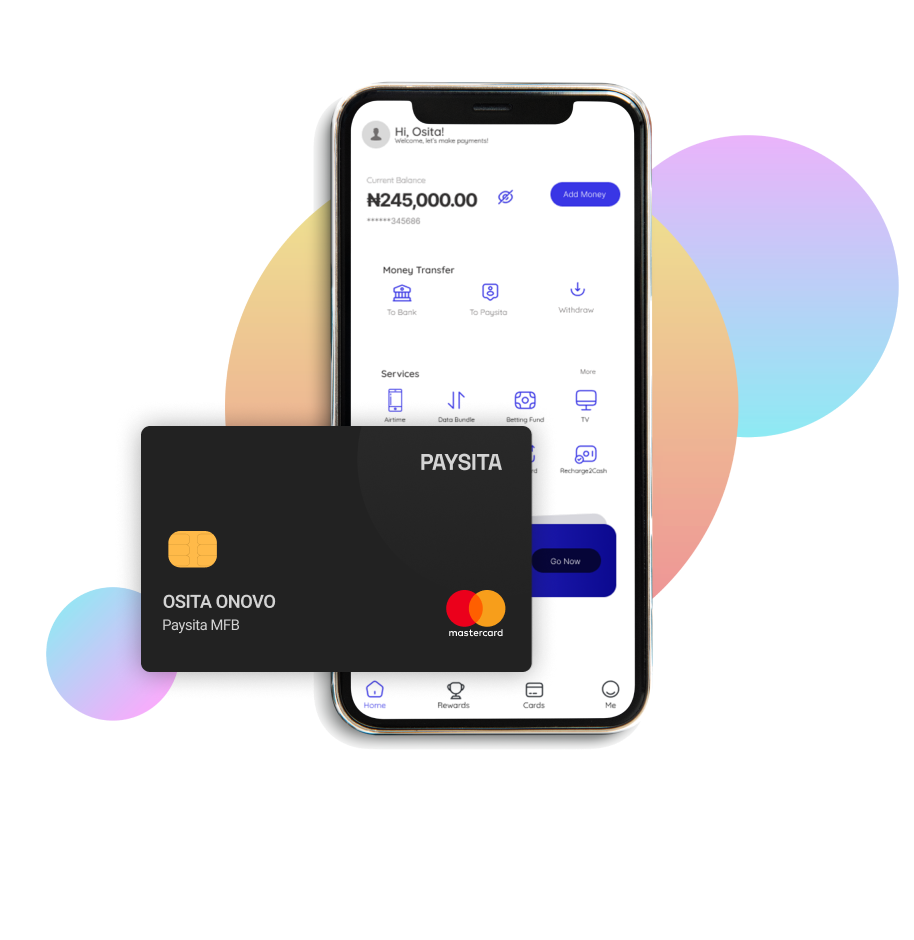 Hi, Osita!
Welcome, let's make payments!
Current Balance
₦245,000.00
Add Money
******345686
Money Transfer
To Bank
To Paysita
Withdraw
Services
More
Airtime
Data Bundle
Betting Fund
TV
Recharge2Cash
PAYSITA
Go Now
OSITA ONOVO
Paysita MFB
mastercard
Home
Rewards
Cards
Me